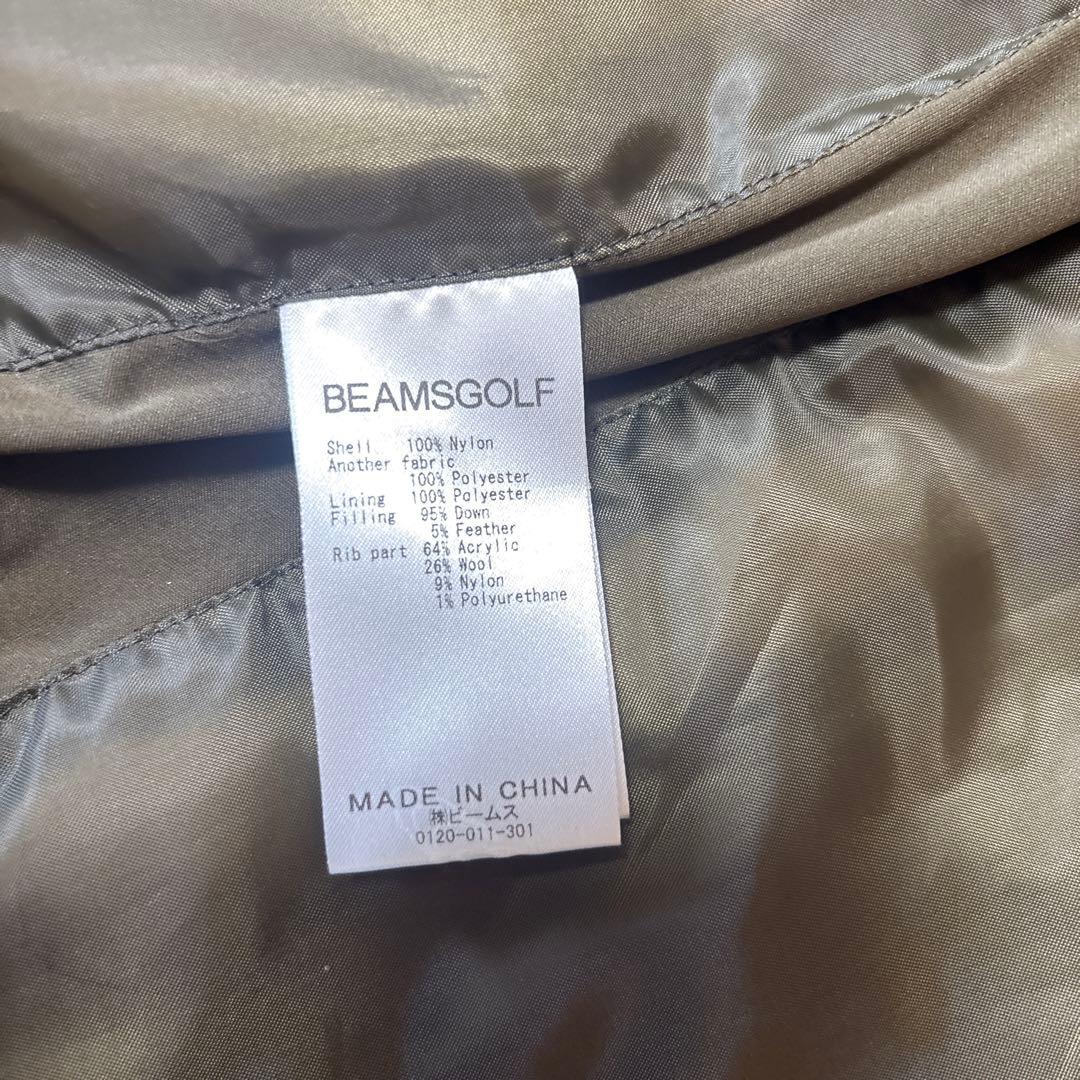 BEAMSGOLF
Shell 100% Nylon
Another fabric
100% Polyester
Lining 100% Polyester
Filling 95% Down
5% Feather
Rib part 64% Acrylic
26% Wool
9% Nylon
1% Polyurethane
MADE IN CHINA
㈱ビームス
0120-011-301